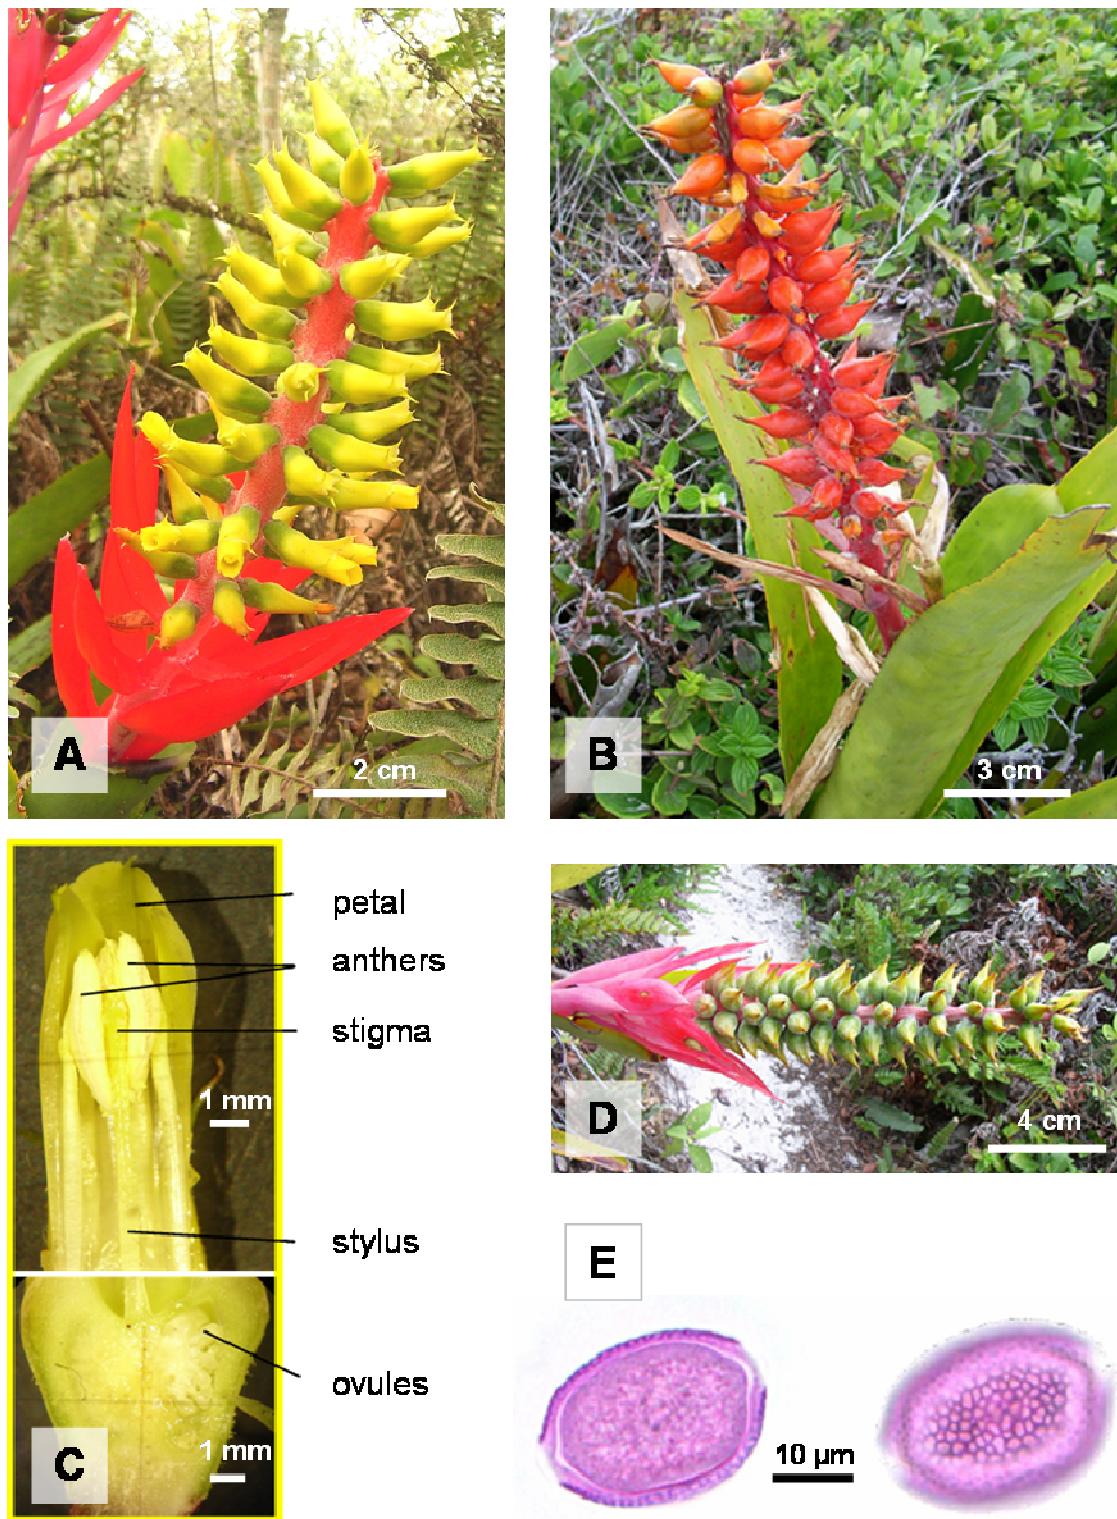 A
2 cm
B
3 cm
petal
anthers
stigma
1 mm
stylus
ovules
C
1 mm
D
4 cm
E
10 µm